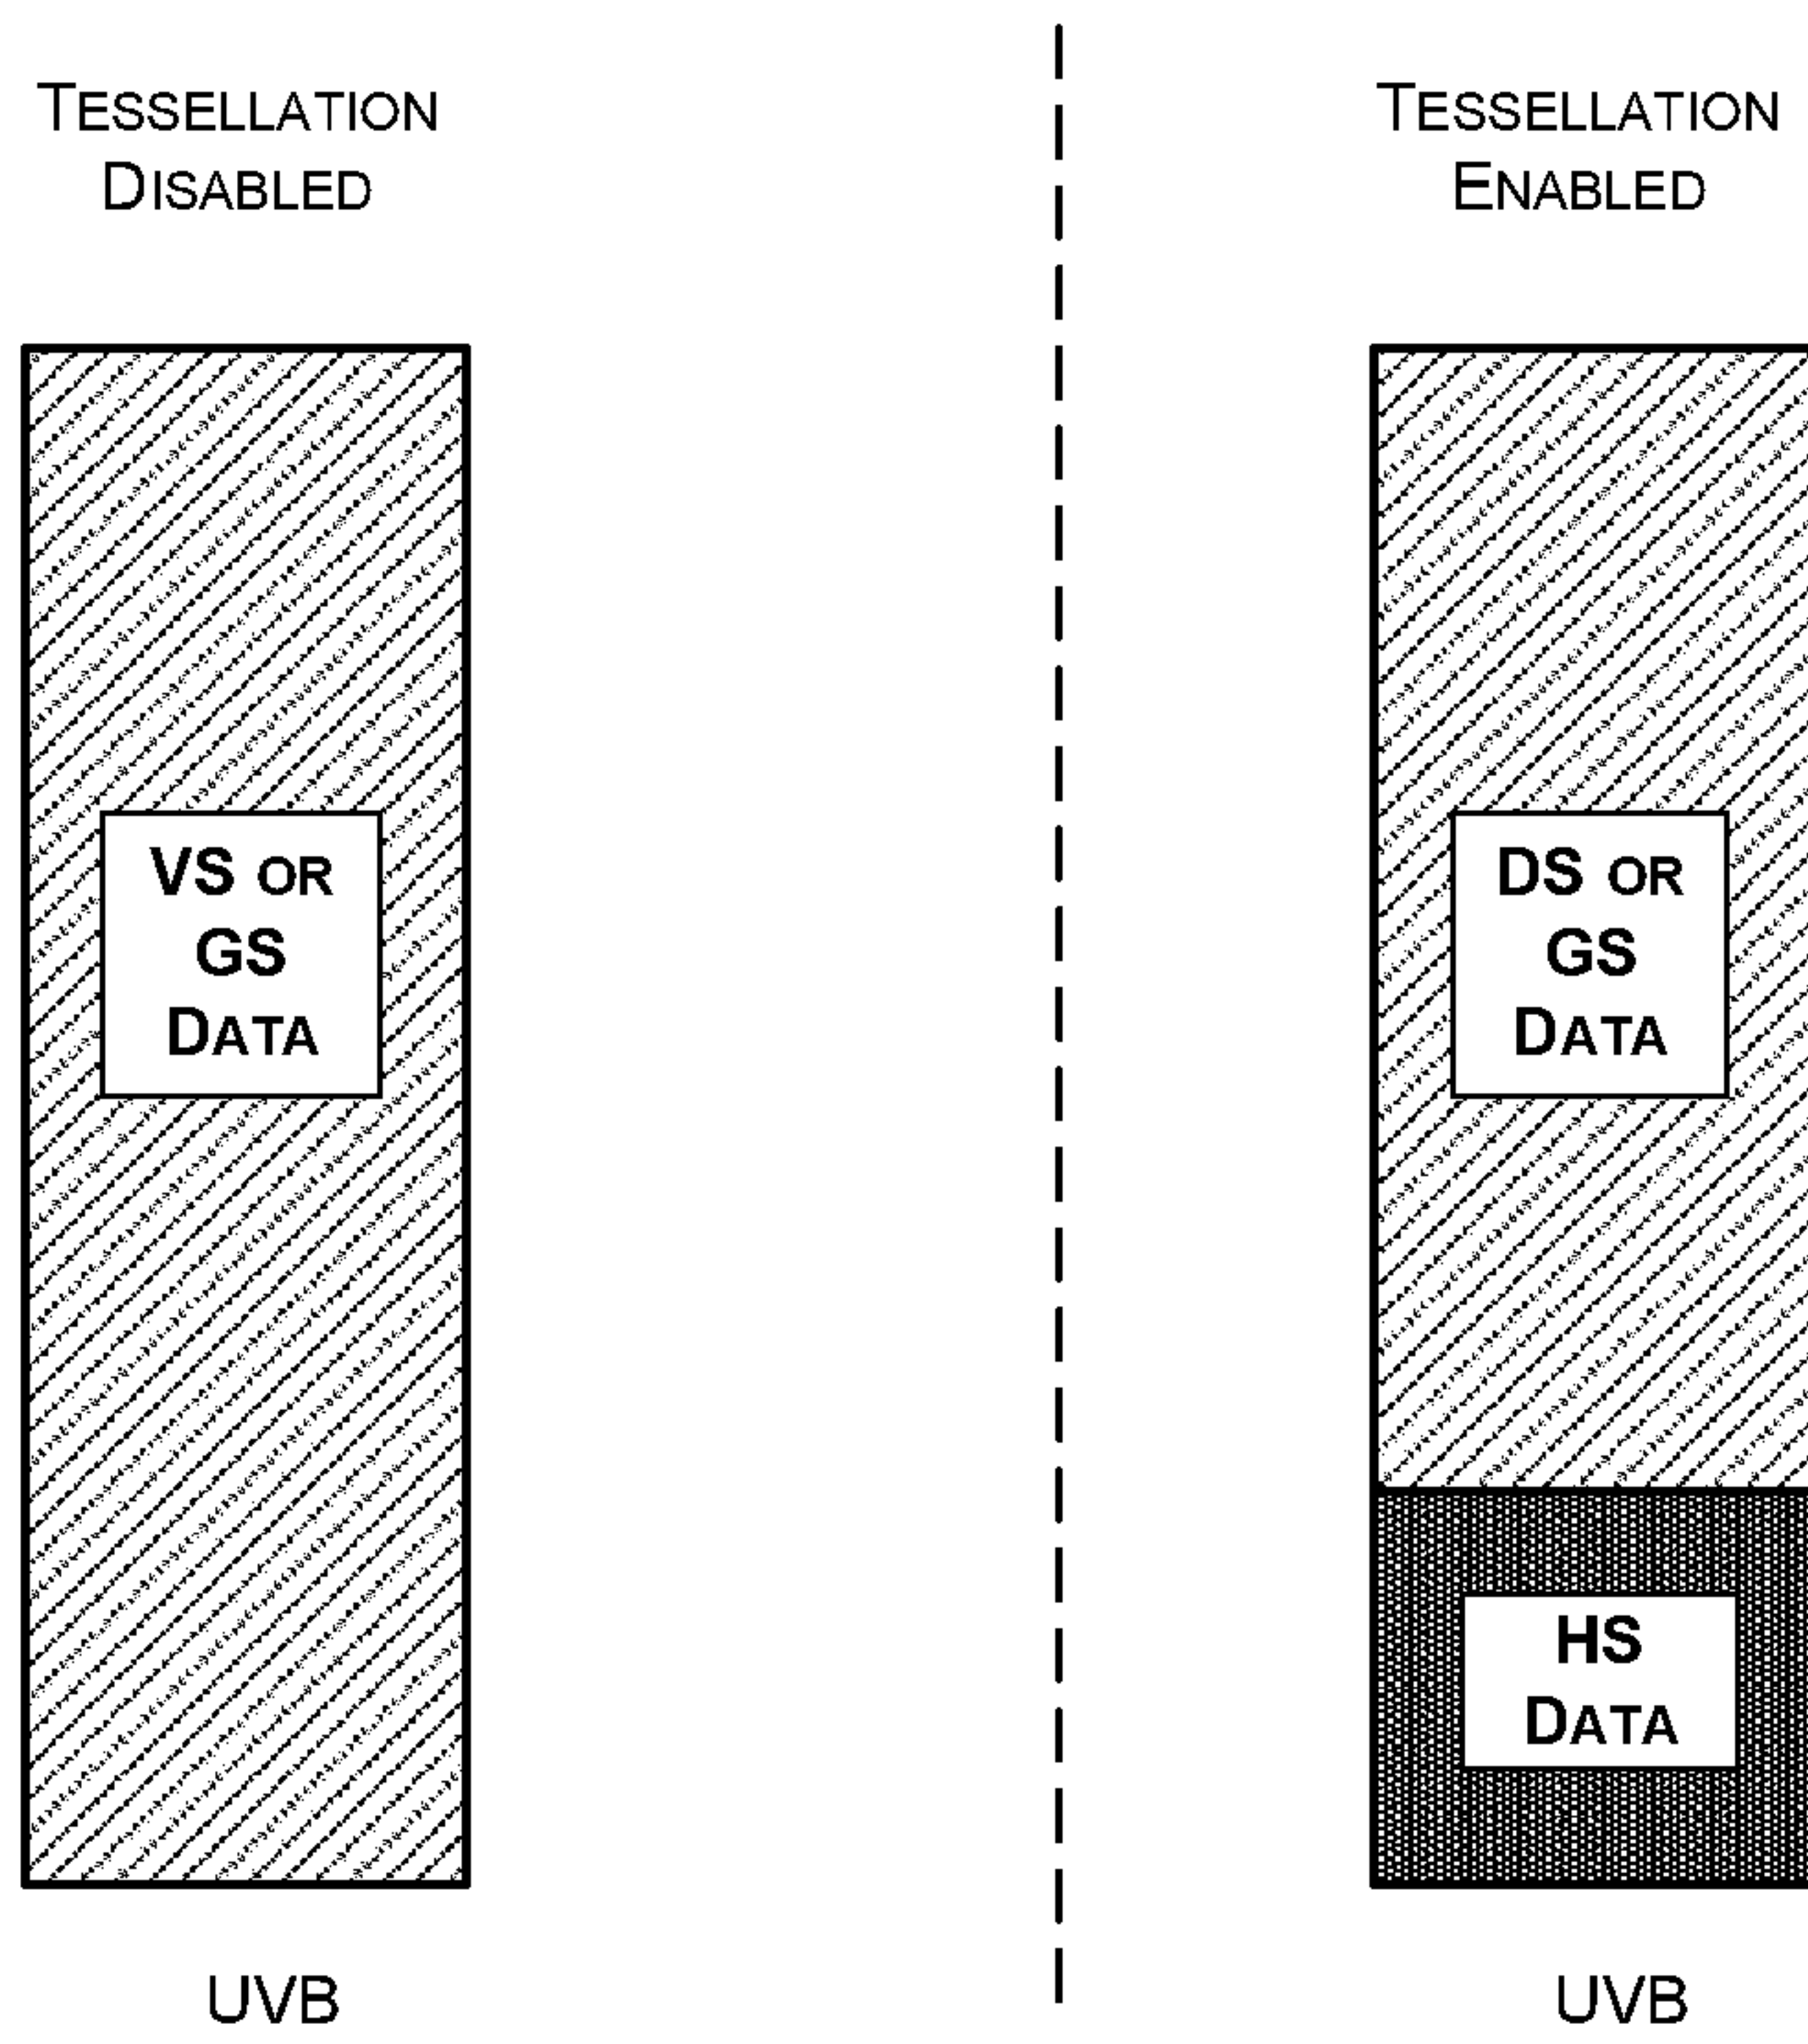 TESSELLATION
DISABLED
VS OR
GS
DATA
UVB
TESSELLATION
ENABLED
DS OR
GS
DATA
HS
DATA
UVB